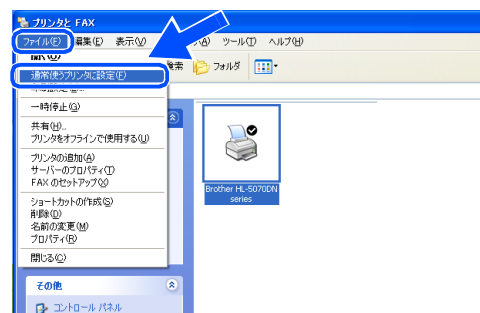 プリンタと FAX
ファイル(F) 編集(E) 表示(V) (A) ツール(T) ヘルプ(H)
開く(O)
検索 フォルダ
通常使うプリンタに設定(F)
一時停止(G)
共有(H)...
プリンタをオフラインで使用する(U)
プリンタの追加(A)
サーバーのプロパティ(T)
FAX のセットアップ(X)
ショートカットの作成(S)
削除(D)
名前の変更(M)
プロパティ(R)
閉じる(C)
Brother HL-5070DN
series
その他
コントロール パネル